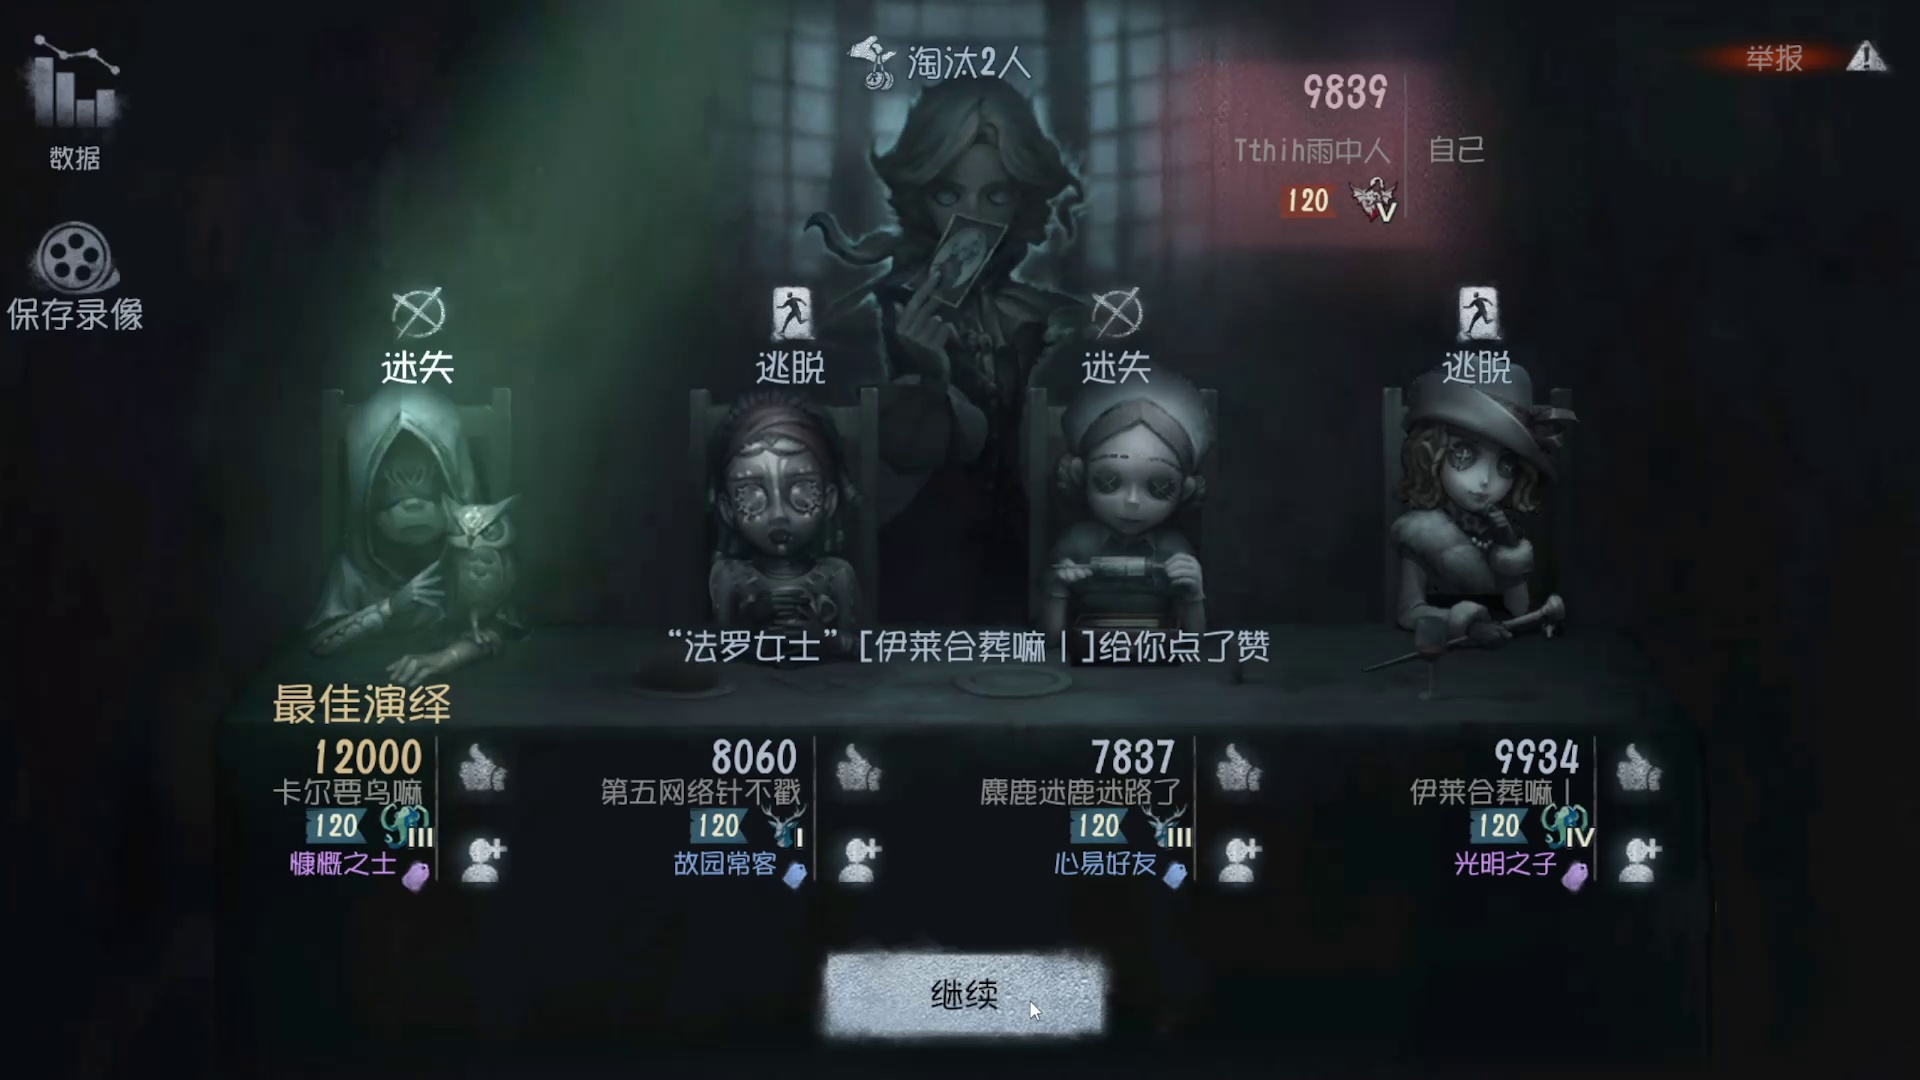 数据
保存录像
淘汰2人
9839
Tthih雨中人
自己
120
V
举报
迷失
逃脱
迷失
逃脱
“法罗女士” [伊莱合葬嘛丨]给你点了赞
最佳演绎
12000
卡尔要鸟嘛
120
III
慷慨之士
8060
第五网络针不戳
120
I
故园常客
7837
麋鹿迷鹿迷路了
120
III
心易好友
9934
伊莱合葬嘛丨
120
IV
光明之子
继续